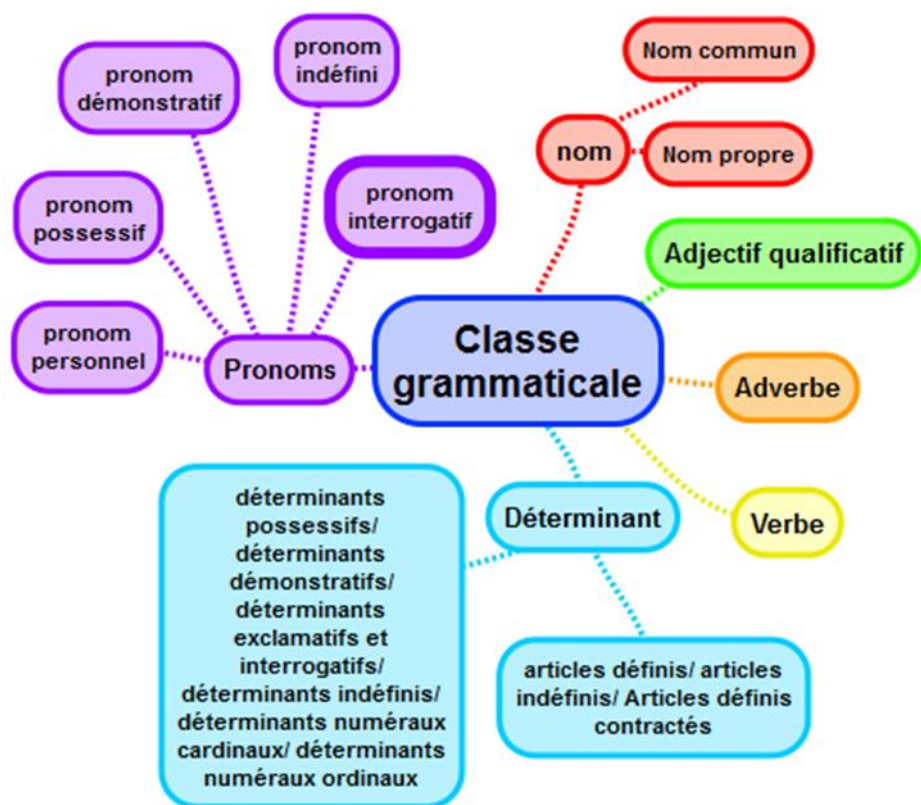 pronom
indéfini
pronom
démonstratif
pronom
interrogatif
pronom
possessif
pronom
personnel
Pronoms
Nom commun
nom
Nom propre
Adjectif qualificatif
Classe
grammaticale
Adverbe
Verbe
Déterminant
déterminants
possessifs/
déterminants
démonstratifs/
déterminants
exclamatifs et
interrogatifs/
déterminants indéfinis/
déterminants numéraux
cardinaux/ déterminants
numéraux ordinaux
articles définis/ articles
indéfinis/ Articles définis
contractés